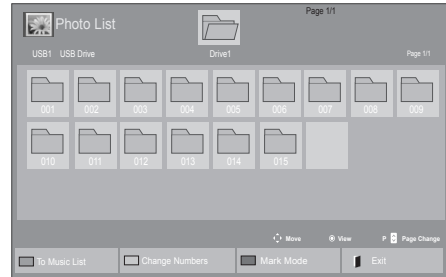 Page 1/1
Photo List
USB1 USB Drive Drive1 Page 1/1
001 002 003 004 005 006 007 008 009
010 011 012 013 014 015
Move View P Page Change
To Music List Change Numbers Mark Mode Exit